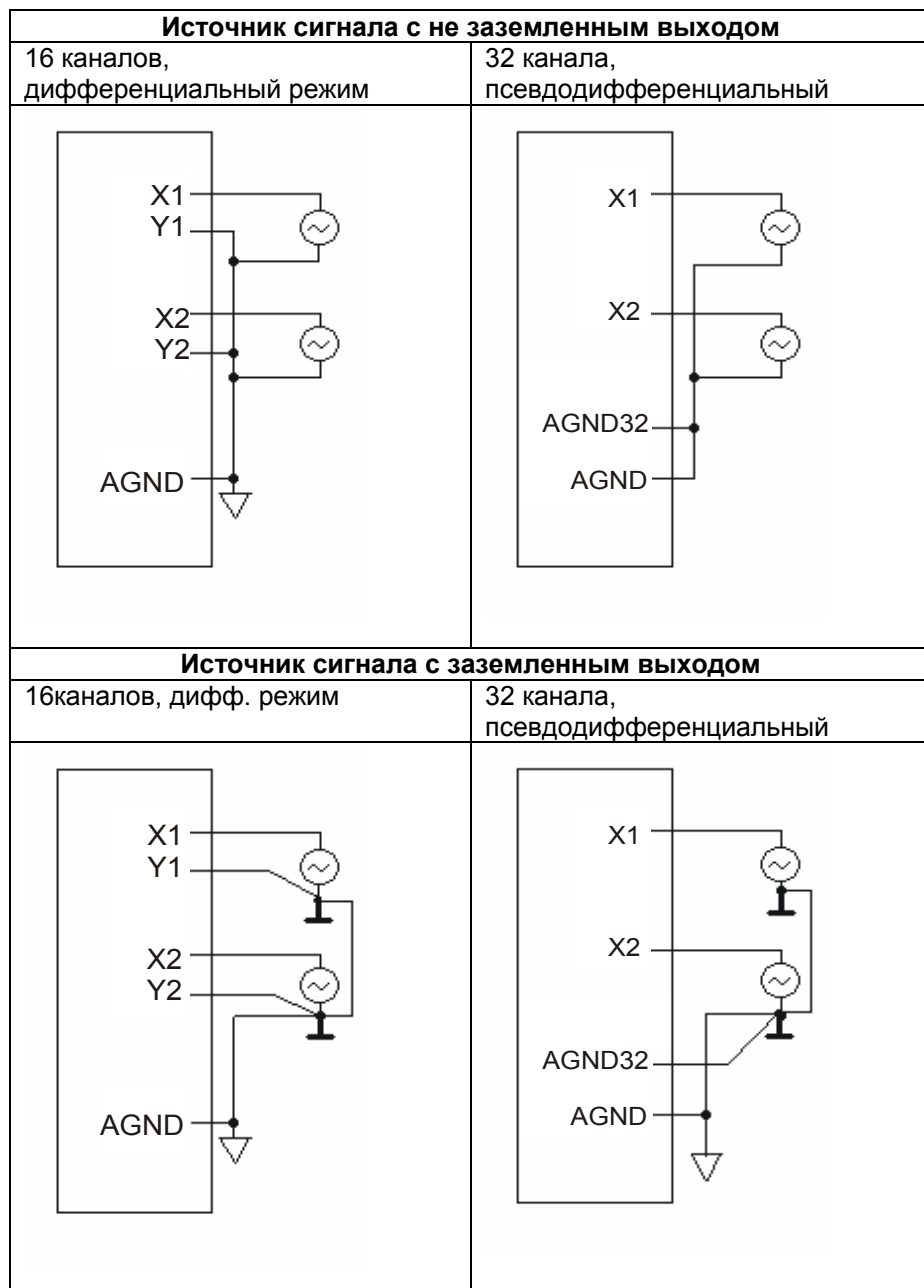 Источник сигнала с не заземленным выходом
16 каналов,
дифференциальный режим
32 канала,
псевдодифференциальный
X1
Y1
X2
Y2
AGND
X1
X2
AGND32
AGND
Источник сигнала с заземленным выходом
16каналов, дифф. режим
32 канала,
псевдодифференциальный
X1
Y1
X2
Y2
AGND
X1
X2
AGND32
AGND